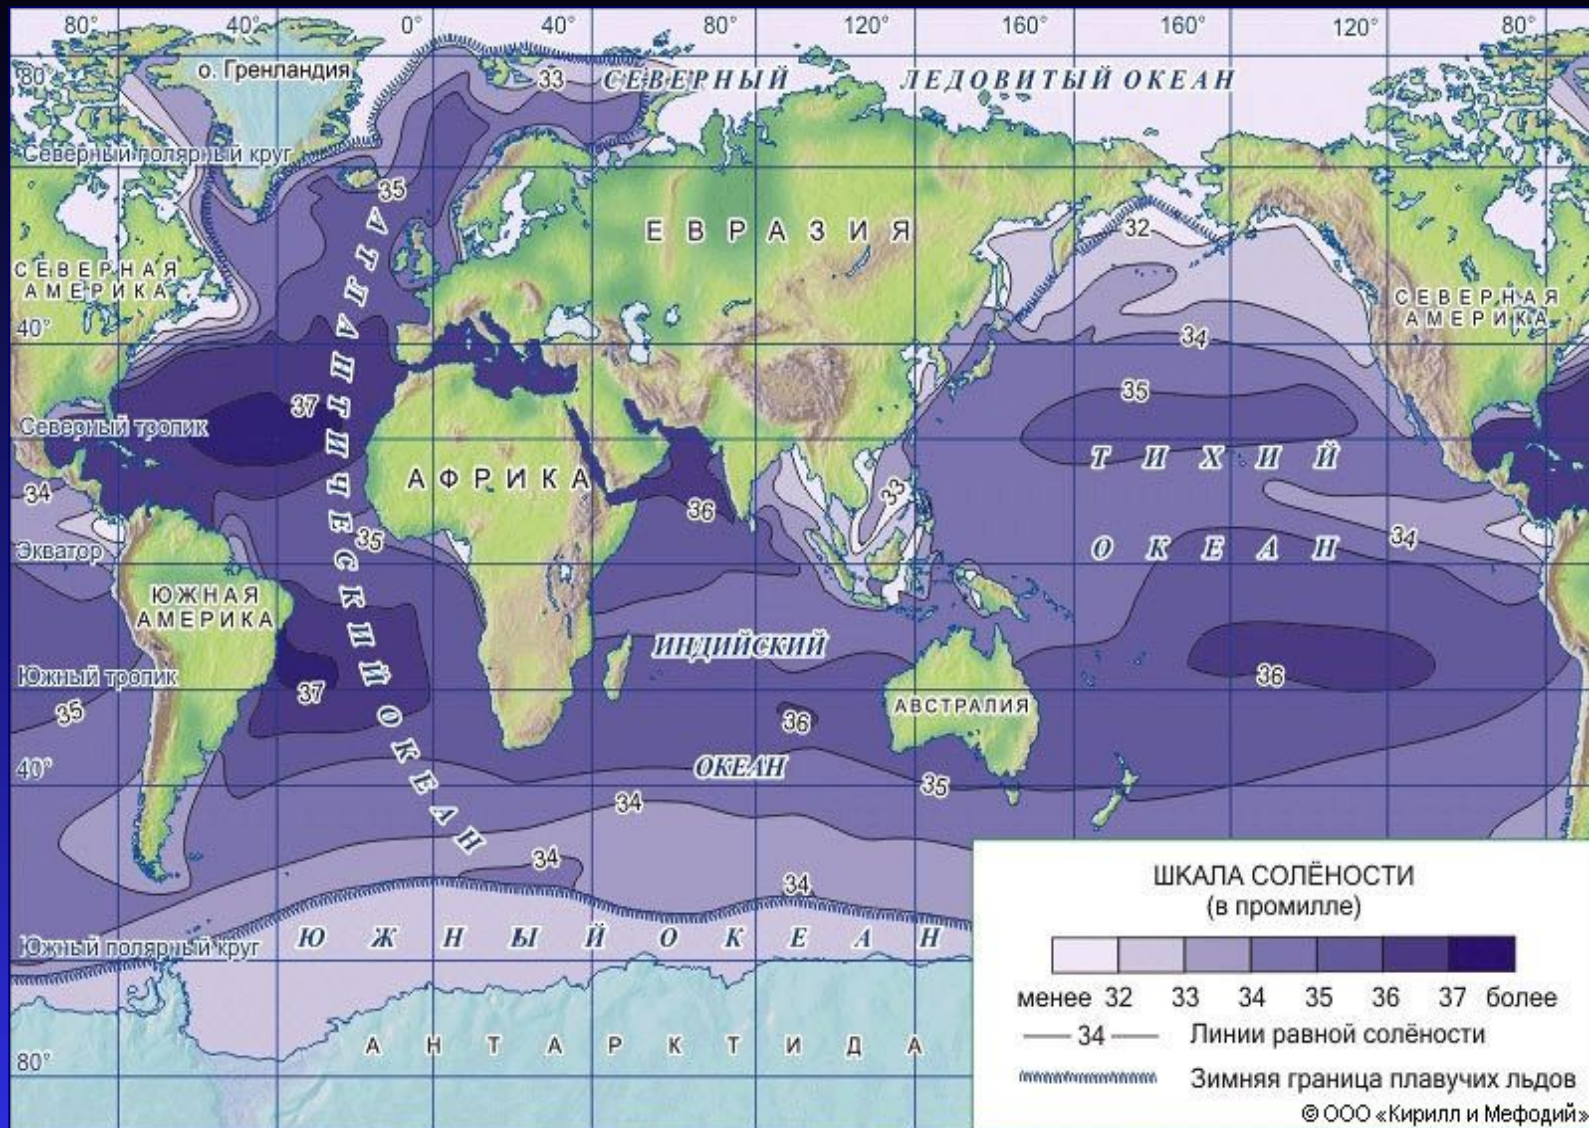 80° 40° 0° 40° 80° 120° 160° 160° 120° 80°
о. Гренландия
80°
33
СЕВЕРНЫЙ ЛЕДОВИТЫЙ ОКЕАН
Северный полярный круг
35
32
ЕВРАЗИЯ
СЕВЕРНАЯ
АМЕРИКА
СЕВЕРНАЯ
АМЕРИКА
40°
34
35
37
Северный тропик
АТЛАНТИЧЕСКИЙ ОКЕАН
АФРИКА
ТИХИЙ
ОКЕАН
34
33
36
35
34
Экватор
ЮЖНАЯ
АМЕРИКА
ИНДИЙСКИЙ
ОКЕАН
Южный тропик
37
35
36
36
АВСТРАЛИЯ
40°
35
34
34
34
Южный полярный круг
ЮЖНЫЙ ОКЕАН
АНТАРКТИДА
80°
ШКАЛА СОЛЁНОСТИ
(в промилле)
менее 32 33 34 35 36 37 более
34 Линии равной солёности
Зимняя граница плавучих льдов
© ООО «Кирилл и Мефодий»